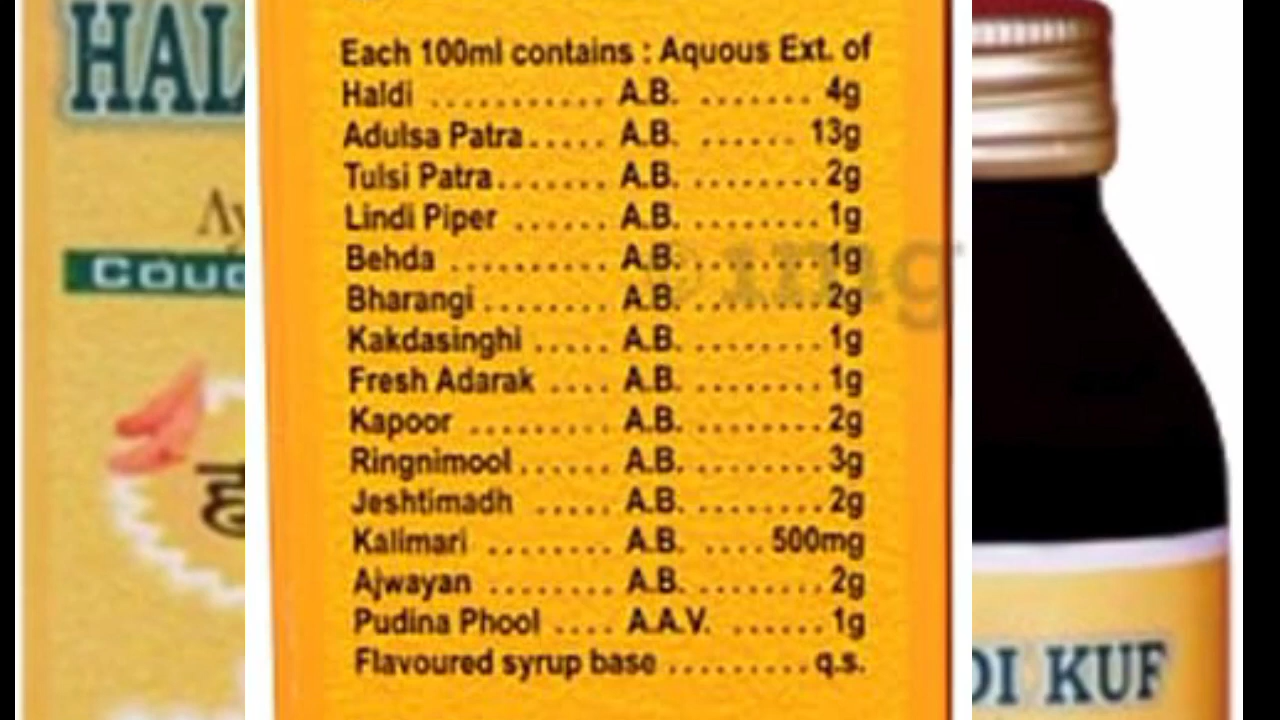 HAL
Ay
COUG
ह
Each 100ml contains : Aquous Ext. of
Haldi .......... A.B. ....... 4g
Adulsa Patra..... A.B. ...... 13g
Tulsi Patra....... A.B. ........ 2g
Lindi Piper ...... A.B. ........ 1g
Behda ......... A.B. ........ 1g
Bharangi ....... A.B. ........ 2g
Kakdasinghi ..... A.B. ........ 1g
Fresh Adarak .... A.B. ........ 1g
Kapoor ........ A.B. ........ 2g
Ringnimool ...... A.B. ........ 3g
Jeshtimadh ..... A.B. ........ 2g
Kalimari ........ A.B. .... 500mg
Ajwayan ........ A.B. ........ 2g
Pudina Phool .... A.A.V. ...... 1g
Flavoured syrup base ......... q.s.
1mg
DI KUF